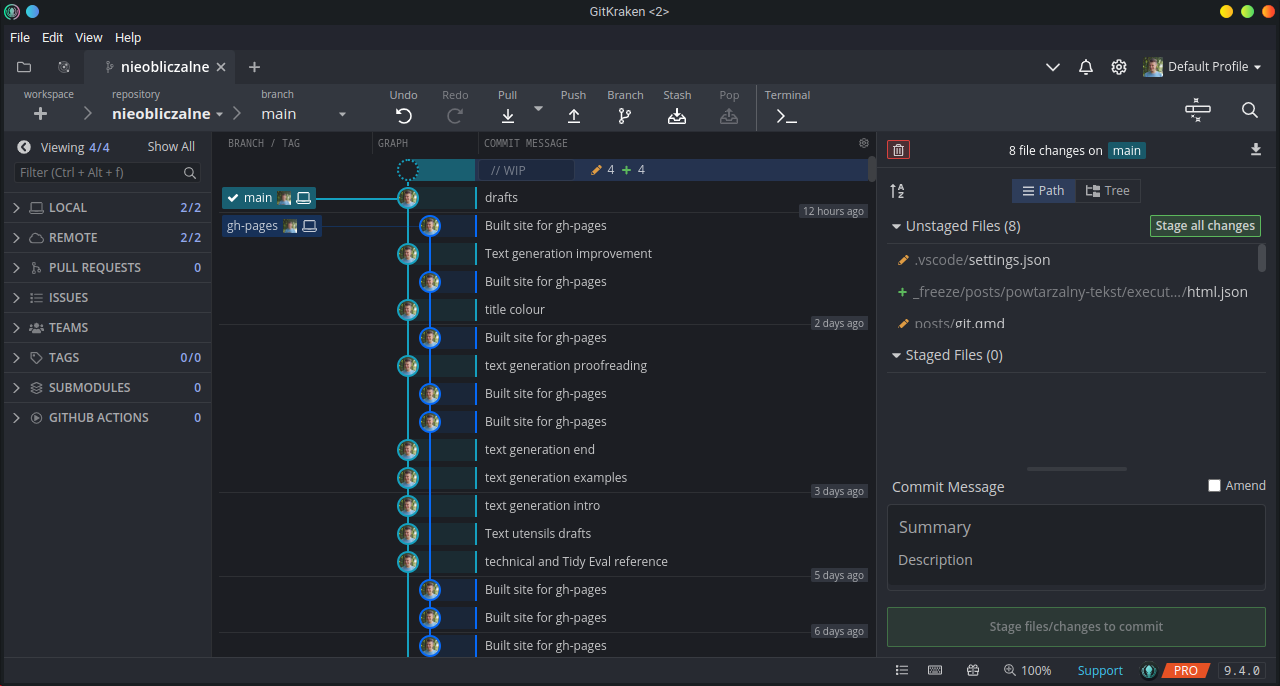 GitKraken <2>
File Edit View Help
nieobliczalne
Default Profile
workspace repository branch
nieobliczalne main
Undo Redo Pull Push Branch Stash Pop Terminal
Viewing 4/4 Show All
Filter (Ctrl + Alt + f)
LOCAL 2/2
REMOTE 2/2
PULL REQUESTS 0
ISSUES
TEAMS
TAGS 0/0
SUBMODULES 0
GITHUB ACTIONS 0
BRANCH / TAG GRAPH COMMIT MESSAGE
// WIP 4 + 4
main drafts
12 hours ago
gh-pages Built site for gh-pages
Text generation improvement
Built site for gh-pages
title colour
2 days ago
Built site for gh-pages
text generation proofreading
Built site for gh-pages
Built site for gh-pages
text generation end
text generation examples
3 days ago
text generation intro
Text utensils drafts
technical and Tidy Eval reference
5 days ago
Built site for gh-pages
Built site for gh-pages
6 days ago
Built site for gh-pages
8 file changes on main
Path Tree
Unstaged Files (8) Stage all changes
.vscode/settings.json
+ _freeze/posts/powtarzalny-tekst/execut.../html.json
posts/git.qmd
Staged Files (0)
Commit Message Amend
Summary
Description
Stage files/changes to commit
100% Support PRO 9.4.0